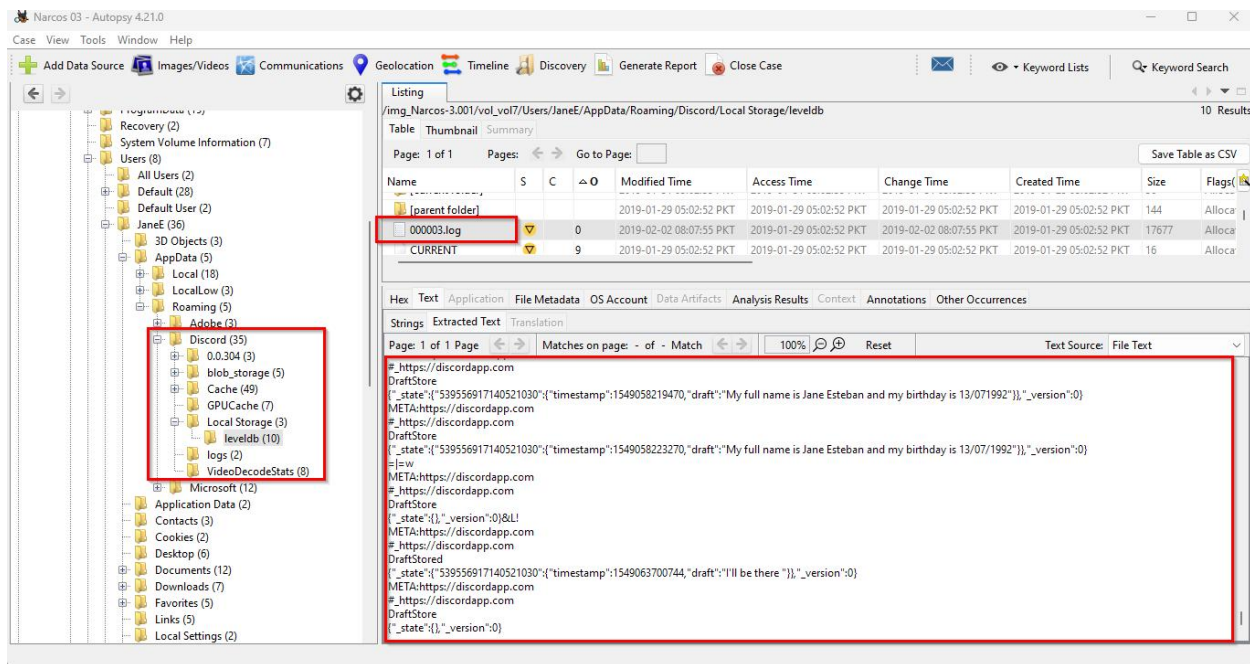 Narcos 03 - Autopsy 4.21.0
Case View Tools Window Help
Add Data Source Images/Videos Communications Geolocation Timeline Discovery Generate Report Close Case Keyword Lists Keyword Search
Recovery (2)
System Volume Information (7)
Users (8)
All Users (2)
Default (28)
Default User (2)
JaneE (36)
3D Objects (3)
AppData (5)
Local (18)
LocalLow (3)
Roaming (5)
Adobe (3)
Discord (35)
0.0.304 (3)
blob_storage (5)
Cache (49)
GPUCache (7)
Local Storage (3)
leveldb (10)
logs (2)
VideoDecodeStats (8)
Microsoft (12)
Application Data (2)
Contacts (3)
Cookies (2)
Desktop (6)
Documents (12)
Downloads (7)
Favorites (5)
Links (5)
Local Settings (2)
Listing
/img_Narcos-3.001/vol_vol7/Users/JaneE/AppData/Roaming/Discord/Local Storage/leveldb 10 Results
Table Thumbnail Summary
Page: 1 of 1 Pages: Go to Page: Save Table as CSV
Name S C O Modified Time Access Time Change Time Created Time Size Flags(
[parent folder] 2019-01-29 05:02:52 PKT 2019-01-29 05:02:52 PKT 2019-01-29 05:02:52 PKT 2019-01-29 05:02:52 PKT 144 Alloca
000003.log 0 2019-02-02 08:07:55 PKT 2019-01-29 05:02:52 PKT 2019-02-02 08:07:55 PKT 2019-01-29 05:02:52 PKT 17677 Alloca
CURRENT 9 2019-01-29 05:02:52 PKT 2019-01-29 05:02:52 PKT 2019-01-29 05:02:52 PKT 2019-01-29 05:02:52 PKT 16 Alloca
Hex Text Application File Metadata OS Account Data Artifacts Analysis Results Context Annotations Other Occurrences
Strings Extracted Text Translation
Page: 1 of 1 Page Matches on page: - of - Match 100% Reset Text Source: File Text
#_https://discordapp.com
DraftStore
{"_state":{"539556917140521030":{"timestamp":1549058219470,"draft":"My full name is Jane Esteban and my birthday is 13/071992"}},"_version":0}
META:https://discordapp.com
#_https://discordapp.com
DraftStore
{"_state":{"539556917140521030":{"timestamp":1549058223270,"draft":"My full name is Jane Esteban and my birthday is 13/07/1992"}},"_version":0}
=|=w
META:https://discordapp.com
#_https://discordapp.com
DraftStore
{"_state":{},"_version":0}&L!
META:https://discordapp.com
#_https://discordapp.com
DraftStored
{"_state":{"539556917140521030":{"timestamp":1549063700744,"draft":"I'll be there "}},"_version":0}
META:https://discordapp.com
#_https://discordapp.com
DraftStore
{"_state":{},"_version":0}